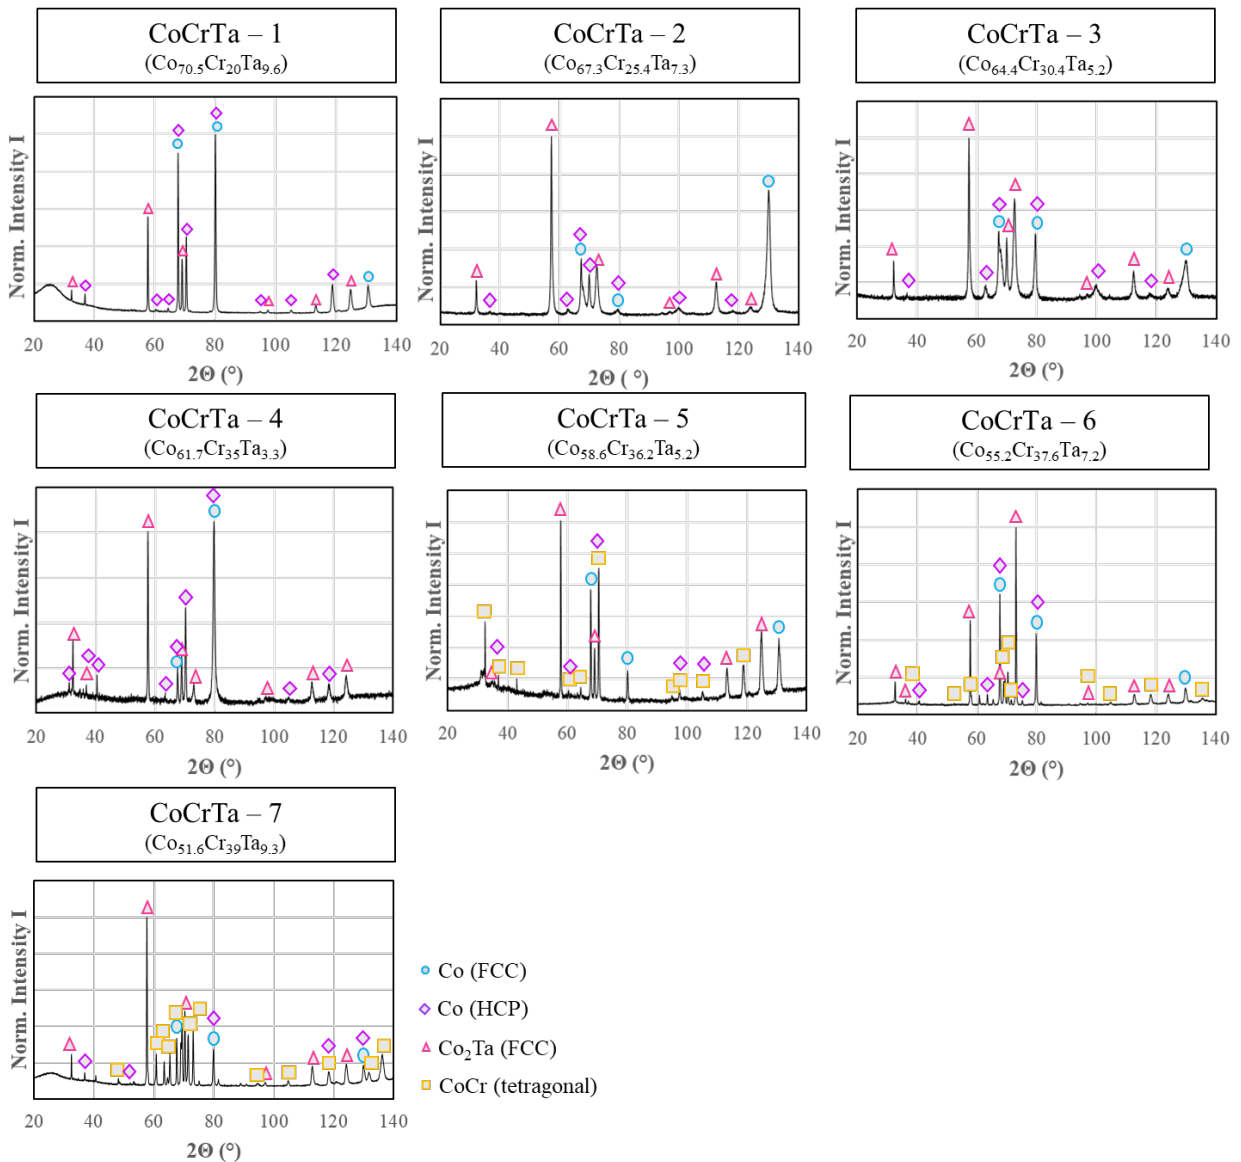 CoCrTa – 1
(Co₇₀.₅Cr₂₀Ta₉.₆)
CoCrTa – 2
(Co₆₇.₃Cr₂₅.₄Ta₇.₃)
CoCrTa – 3
(Co₆₄.₄Cr₃₀.₄Ta₅.₂)
Norm. Intensity I
20 40 60 80 100 120 140
2Θ (°)
Norm. Intensity I
20 40 60 80 100 120 140
2Θ ( °)
Norm. Intensity I
20 40 60 80 100 120 140
2Θ (°)
CoCrTa – 4
(Co₆₁.₇Cr₃₅Ta₃.₃)
CoCrTa – 5
(Co₅₈.₆Cr₃₆.₂Ta₅.₂)
CoCrTa – 6
(Co₅₅.₂Cr₃₇.₆Ta₇.₂)
Norm. Intensity I
20 40 60 80 100 120 140
2Θ (°)
Norm. Intensity I
20 40 60 80 100 120 140
2Θ (°)
Norm. Intensity I
20 40 60 80 100 120 140
2Θ (°)
CoCrTa – 7
(Co₅₁.₆Cr₃₉Ta₉.₃)
Norm. Intensity I
20 40 60 80 100 120 140
2Θ (°)
Co (FCC)
Co (HCP)
Co₂Ta (FCC)
CoCr (tetragonal)